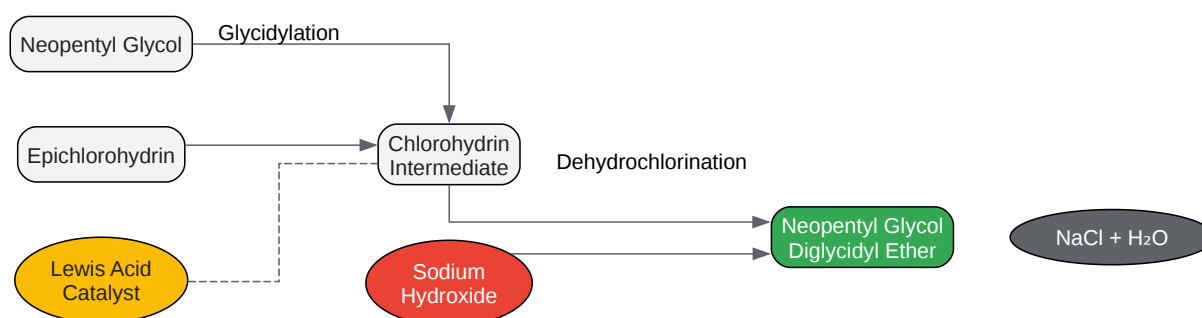 Neopentyl Glycol
Glycidylation
Epichlorohydrin
Chlorohydrin
Intermediate
Dehydrochlorination
Neopentyl Glycol
Diglycidyl Ether
NaCl + H₂O
Lewis Acid
Catalyst
Sodium
Hydroxide